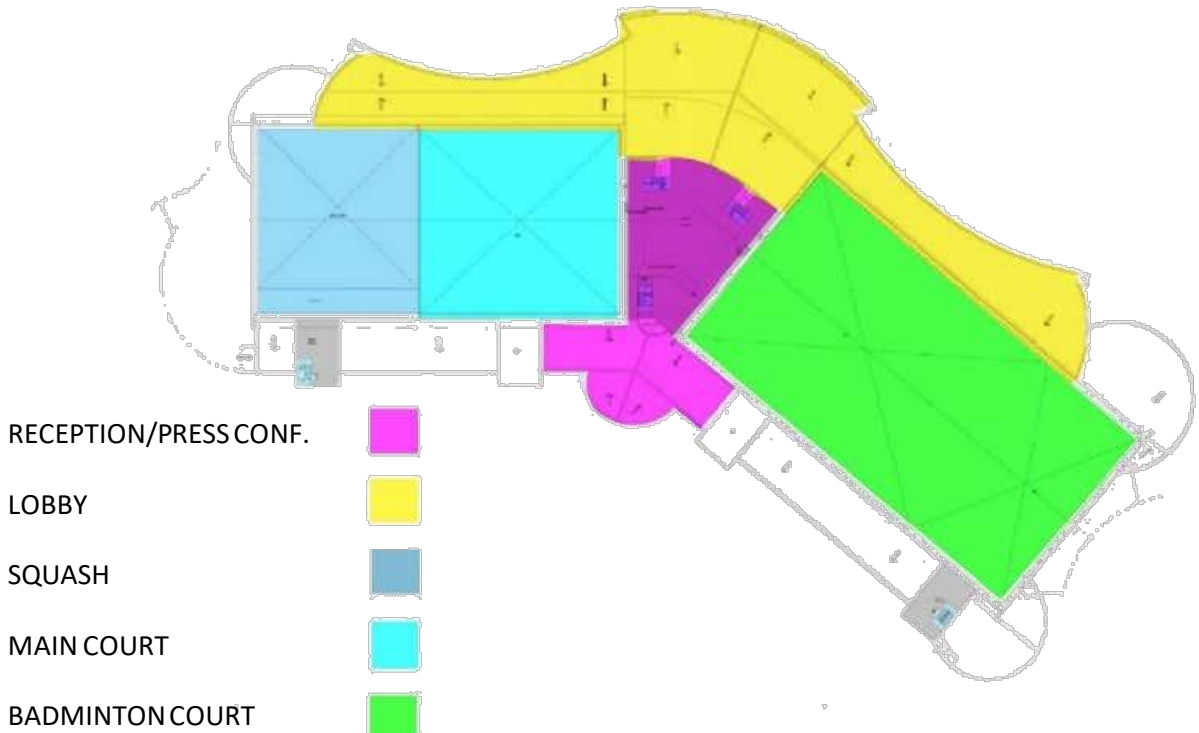 RECEPTION/PRESS CONF.
LOBBY
SQUASH
MAIN COURT
BADMINTON COURT